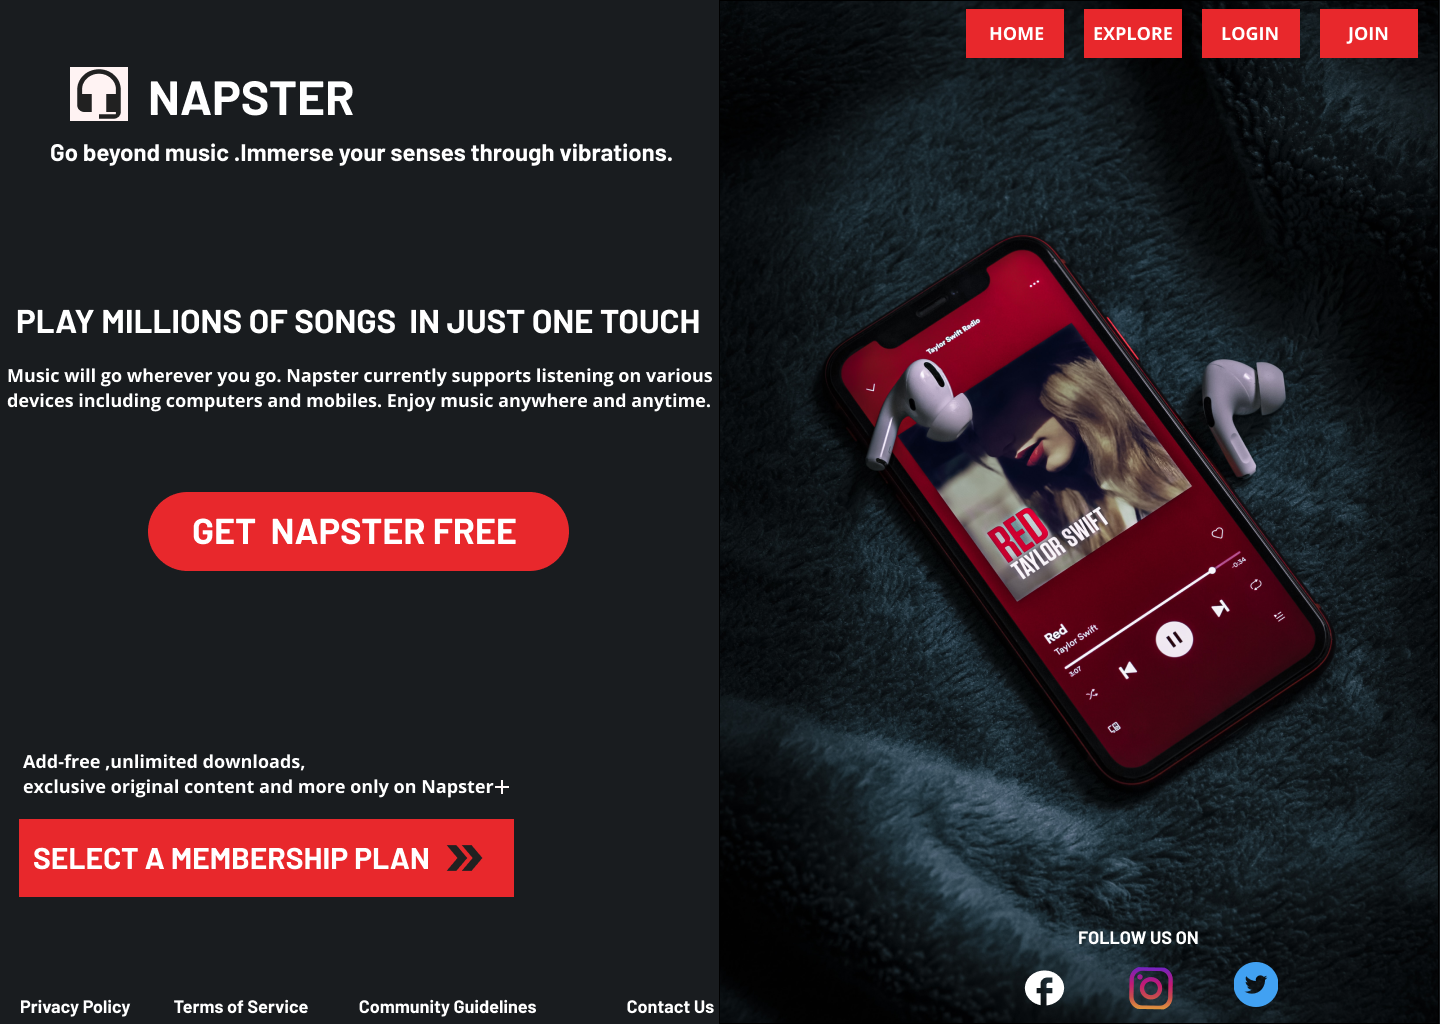 HOME EXPLORE LOGIN JOIN
NAPSTER
Go beyond music .Immerse your senses through vibrations.
PLAY MILLIONS OF SONGS  IN JUST ONE TOUCH
Music will go wherever you go. Napster currently supports listening on various
devices including computers and mobiles. Enjoy music anywhere and anytime.
GET  NAPSTER FREE
Add-free ,unlimited downloads,
exclusive original content and more only on Napster+
SELECT A MEMBERSHIP PLAN
Privacy Policy Terms of Service Community Guidelines Contact Us
Taylor Swift Radio
RED
TAYLOR SWIFT
Red
Taylor Swift
3:07 -0:34
FOLLOW US ON